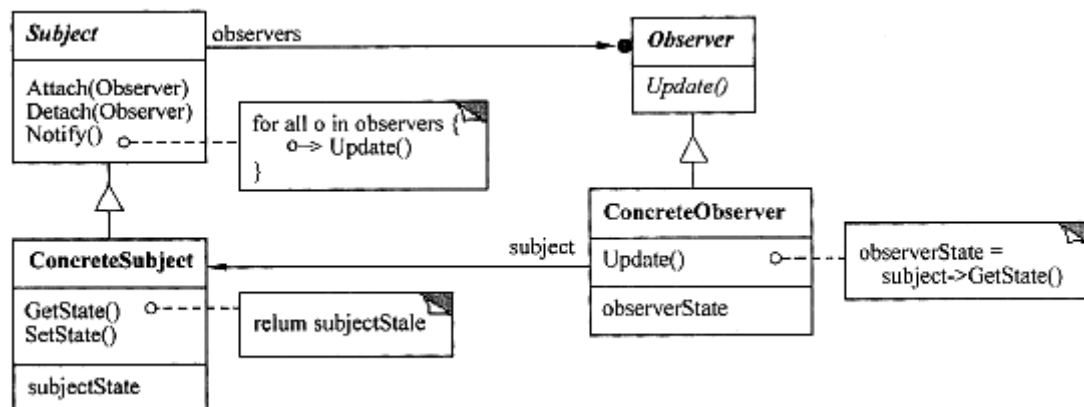 Subject
observers
Observer
Attach(Observer)
Detach(Observer)
Notify()
for all o in observers {
o-> Update()
}
Update()
ConcreteSubject
GetState()
SetState()
subjectState
relum subjectStale
subject
ConcreteObserver
Update()
observerState
observerState =
subject->GetState()